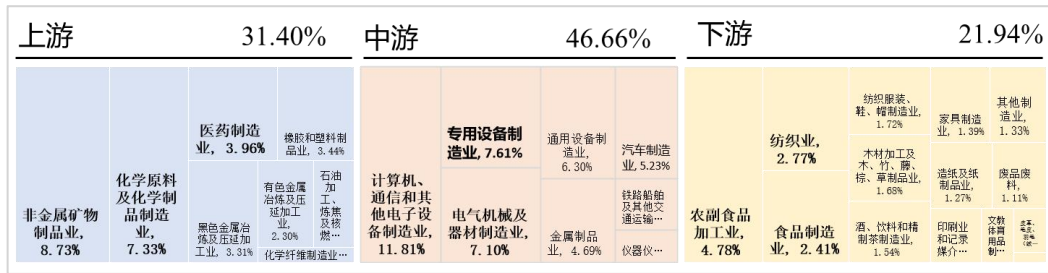 上游 31.40%
中游 46.66%
下游 21.94%
非金属矿物
制品业,
8.73%
化学原料
及化学制
品制造
业,
7.33%
医药制造
业, 3.96%
橡胶和塑料制
品业, 3.44%
黑色金属冶
炼及压延加
工业, 3.31%
有色金属
冶炼及压
延加工
业,
2.30%
石油
加
工、
炼焦
及核
燃…
化学纤维制造业…
计算机、
通信和其
他电子设
备制造业,
11.81%
专用设备制
造业, 7.61%
电气机械及
器材制造业,
7.10%
通用设备制
造业,
6.30%
金属制品
业, 4.69%
汽车制造
业, 5.23%
铁路船舶
及其他交
通运输…
仪器仪…
农副食品
加工业,
4.78%
纺织业,
2.77%
食品制造
业, 2.41%
纺织服装、
鞋、帽制造业,
1.72%
木材加工及
木、竹、藤、
棕、草制品业,
1.68%
酒、饮料和精
制茶制造业,
1.54%
家具制造
业, 1.39%
其他制
造业,
1.33%
造纸及纸
制品业,
1.27%
废品废
料,
1.11%
印刷业
和记录
媒介…
文教
体育
用品
制…